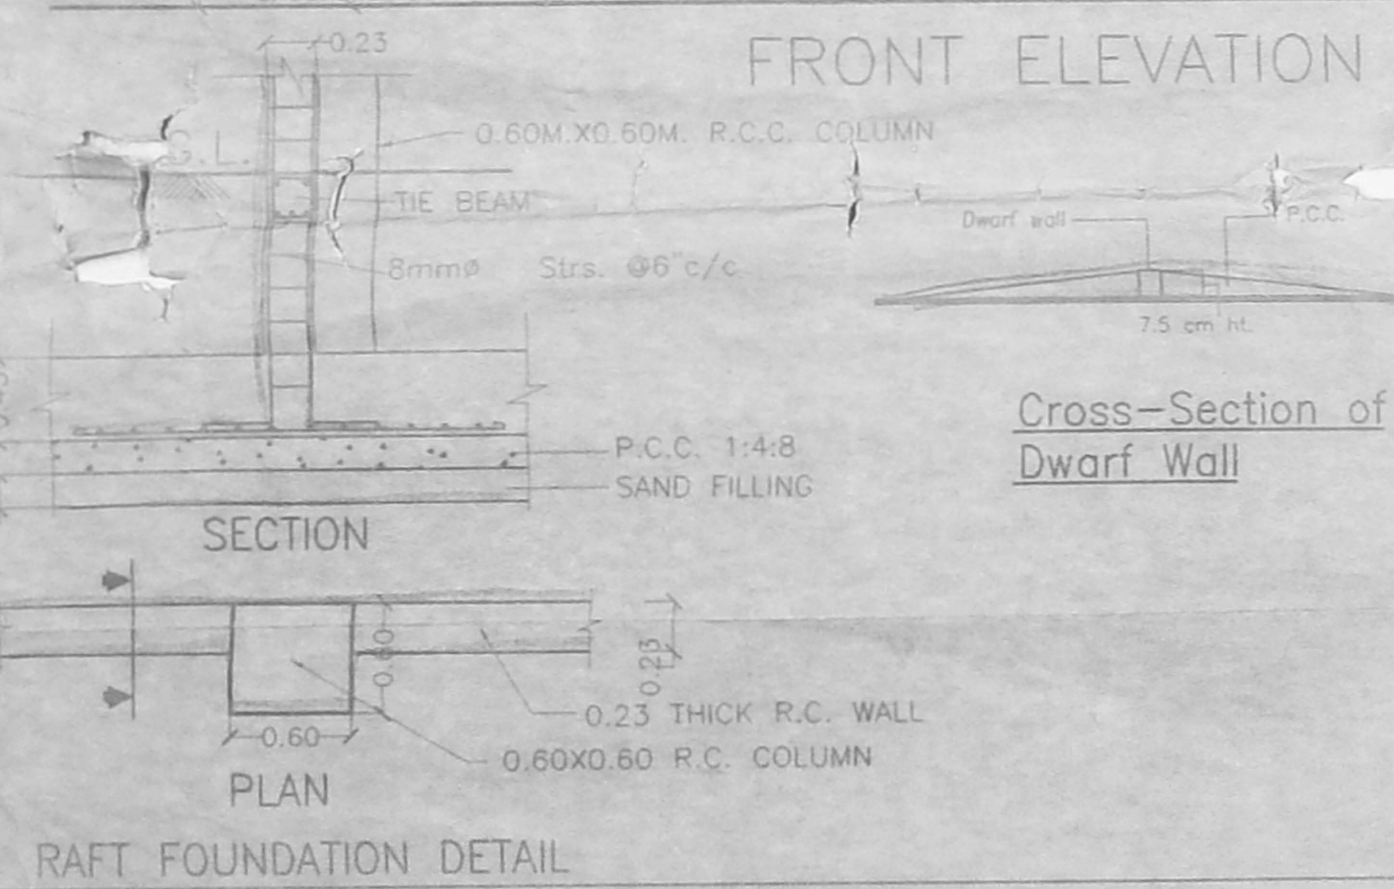 0.23
FRONT ELEVATION
0.60M.X0.60M. R.C.C. COLUMN
G.L.
TIE BEAM
8mmØ Strs. @6"c/c
Dwarf wall
P.C.C.
7.5 cm ht.
Cross-Section of
Dwarf Wall
P.C.C. 1:4:8
SAND FILLING
SECTION
0.60
0.23
0.23 THICK R.C. WALL
0.60
0.60X0.60 R.C. COLUMN
PLAN
RAFT FOUNDATION DETAIL